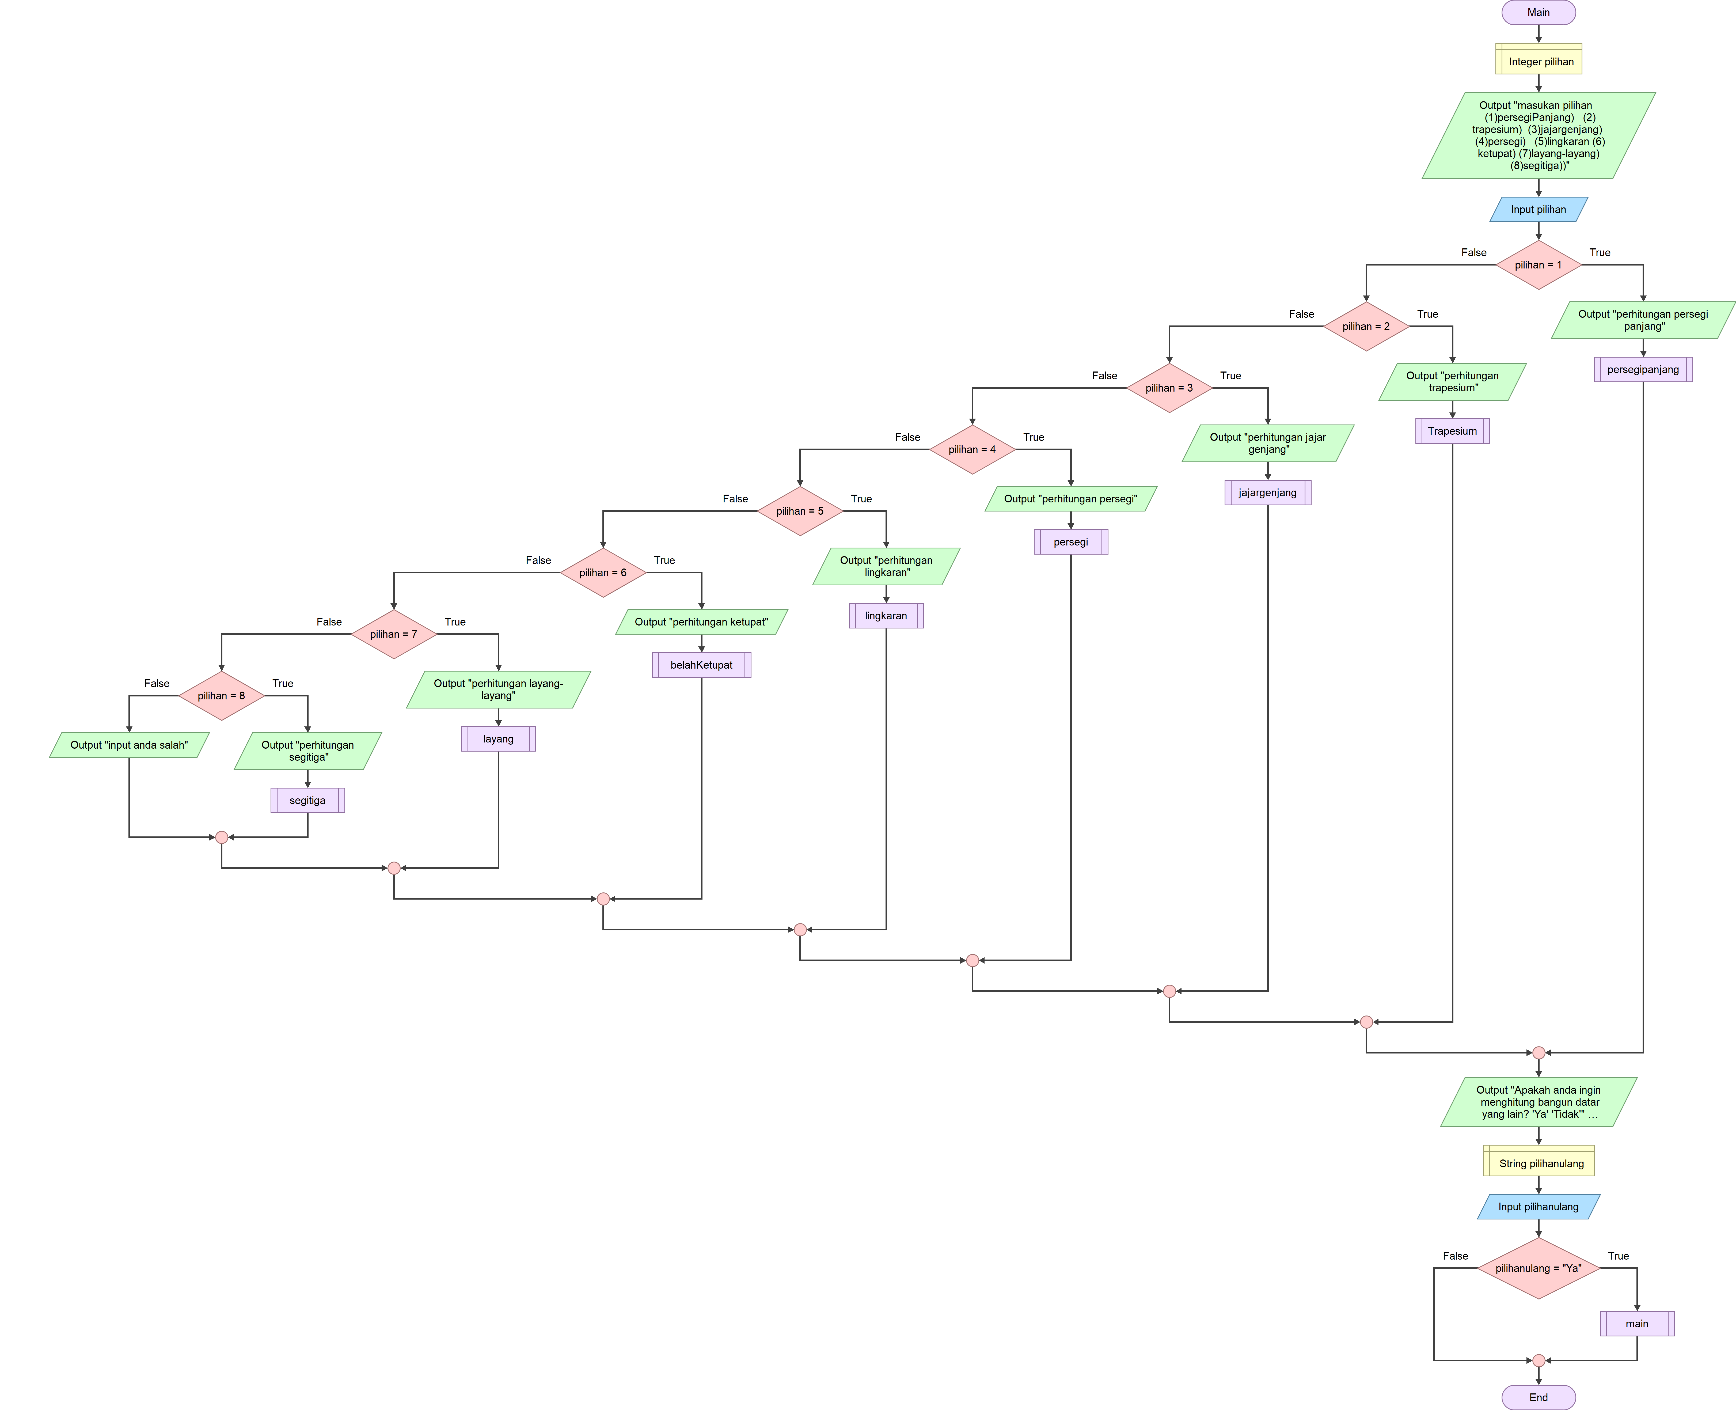 Main
Integer pilihan
Output "masukan pilihan
(1)persegiPanjang)   (2)
trapesium)  (3)jajargenjang)
(4)persegi)   (5)lingkaran (6)
ketupat) (7)layang-layang)
(8)segitiga))"
Input pilihan
False
pilihan = 1
True
Output "perhitungan persegi
panjang"
persegipanjang
False
pilihan = 2
True
Output "perhitungan
trapesium"
Trapesium
False
pilihan = 3
True
Output "perhitungan jajar
genjang"
jajargenjang
False
pilihan = 4
True
Output "perhitungan persegi"
persegi
False
pilihan = 5
True
Output "perhitungan
lingkaran"
lingkaran
False
pilihan = 6
True
Output "perhitungan ketupat"
belahKetupat
False
pilihan = 7
True
Output "perhitungan layang-
layang"
layang
False
pilihan = 8
True
Output "input anda salah"
Output "perhitungan
segitiga"
segitiga
Output "Apakah anda ingin
menghitung bangun datar
yang lain? 'Ya' 'Tidak'" ...
String pilihanulang
Input pilihanulang
False
pilihanulang = "Ya"
True
main
End